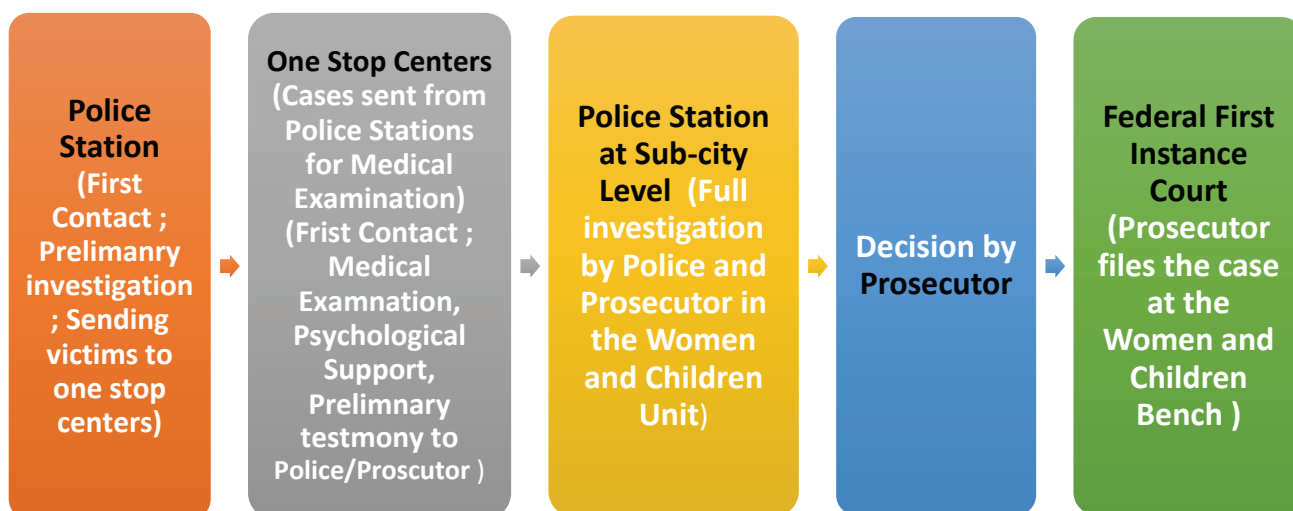 Police
Station
(First
Contact ;
Prelimanry
investigation
; Sending
victims to
one stop
centers)
One Stop Centers
(Cases sent from
Police Stations
for Medical
Examination)
(Frist Contact ;
Medical
Examnation,
Psychological
Support,
Prelimnary
testmony to
Police/Proscutor )
Police Station
at Sub-city
Level (Full
investigation
by Police and
Prosecutor in
the Women
and Children
Unit)
Decision by
Prosecutor
Federal First
Instance
Court
(Prosecutor
files the case
at the
Women and
Children
Bench )